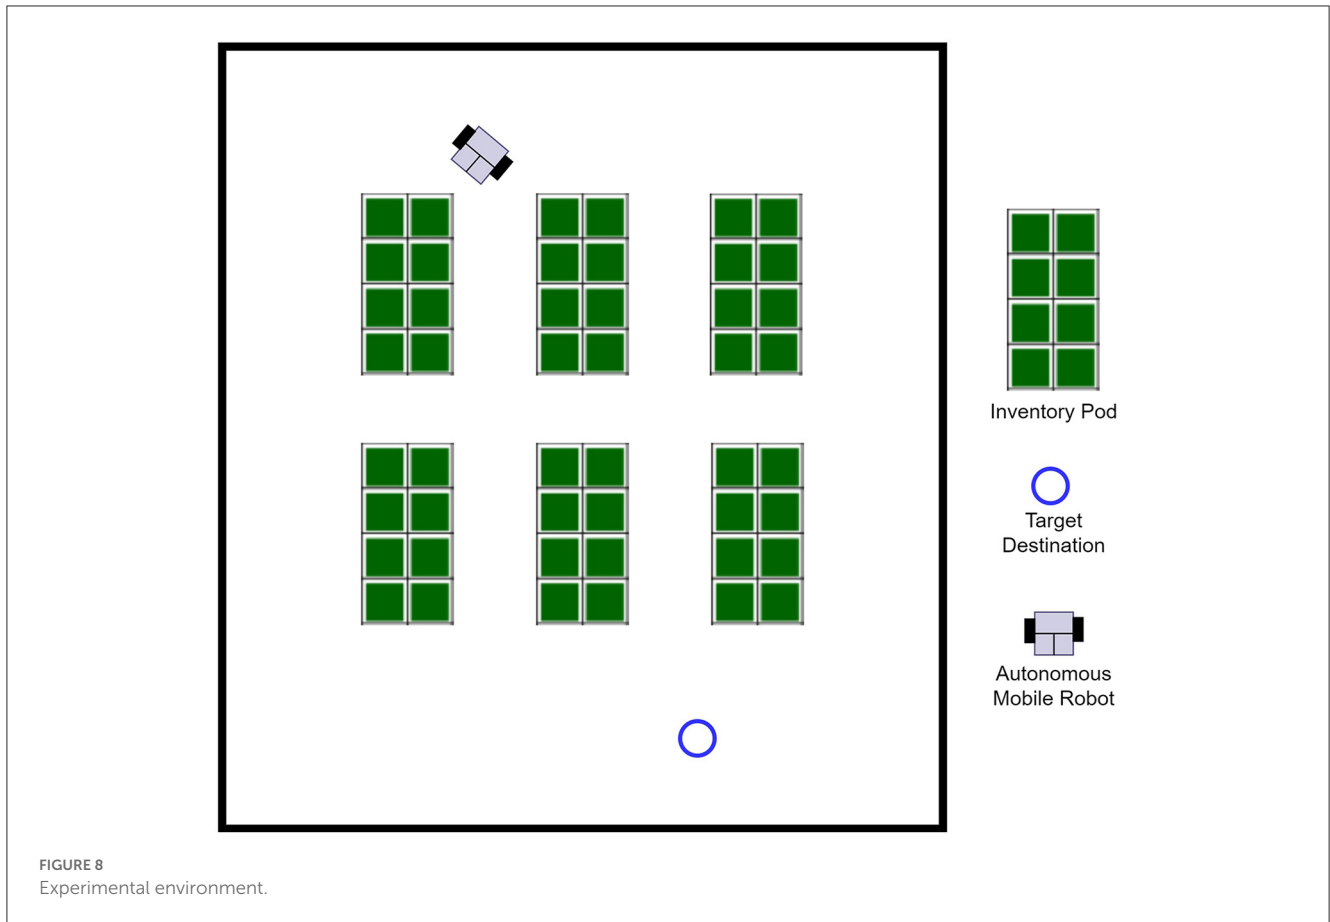 Inventory Pod
Target
Destination
Autonomous
Mobile Robot
FIGURE 8
Experimental environment.